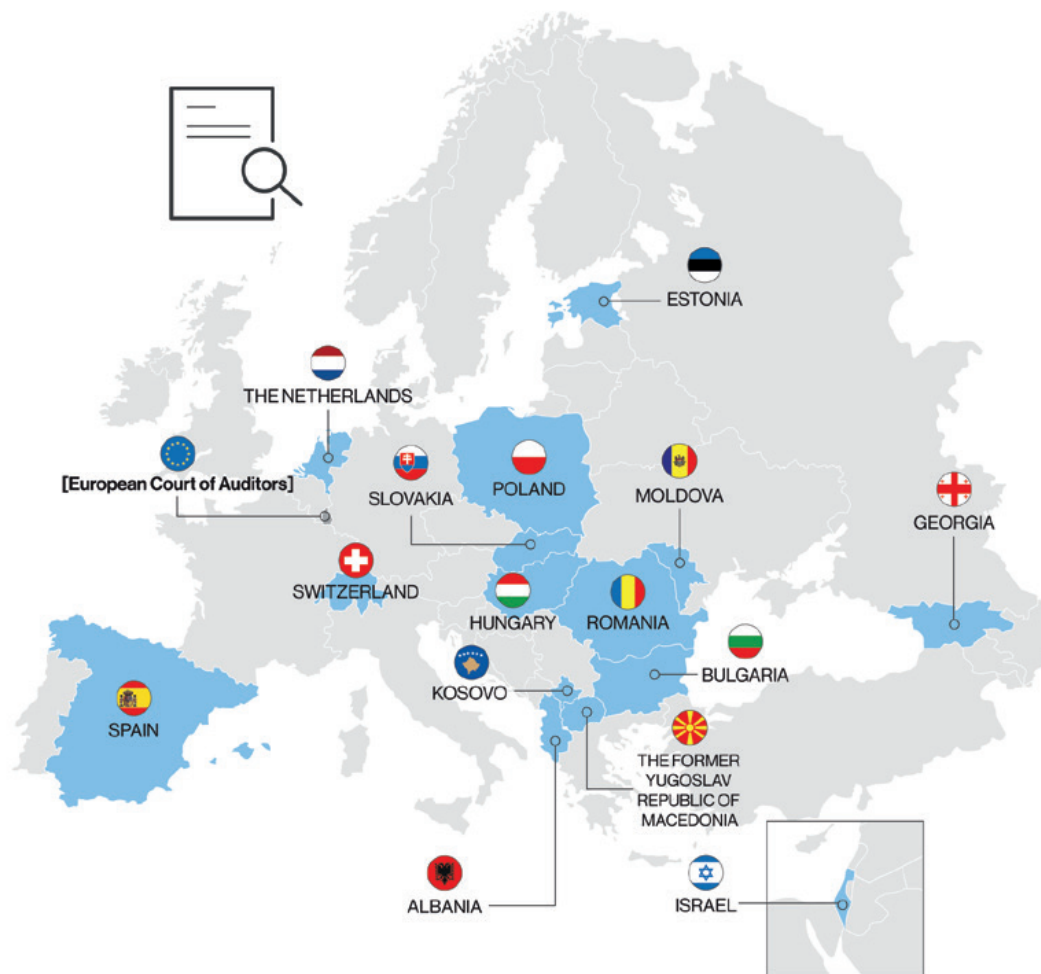 ESTONIA
THE NETHERLANDS
[European Court of Auditors]
SLOVAKIA
POLAND
MOLDOVA
GEORGIA
SWITZERLAND
HUNGARY
ROMANIA
BULGARIA
KOSOVO
SPAIN
THE FORMER
YUGOSLAV
REPUBLIC OF
MACEDONIA
ALBANIA
ISRAEL